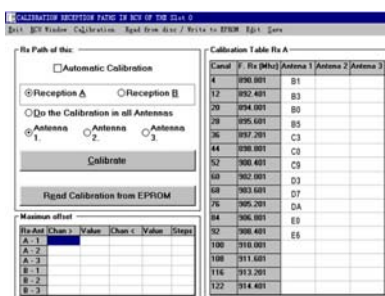 CALIBRATION RECEPTION PATHS IN RCV OF THE Slot 0
Exit RCV Window Calibration Read from disc / Write to EPROM Edit Save
Rx Path of this:
Automatic Calibration
Reception A Reception B
Do the Calibration in all Antennas
Antenna 1. Antenna 2. Antenna 3.
Calibrate
Read Calibration from EPROM
Maximun offset
Rx-Ant Chan > Value Chan < Value Steps
A - 1
A - 2
A - 3
B - 1
B - 2
B - 3
Calibration Table Rx A
Canal F. Rx (Mhz) Antenna 1 Antenna 2 Antenna 3
4 890.801 B1
12 892.401 B3
20 894.001 B0
28 895.601 B5
36 897.201 C3
44 898.801 C0
52 900.401 C9
60 902.001 D3
68 903.601 D7
76 905.201 DA
84 906.801 E0
92 908.401 E6
100 910.001
108 911.601
116 913.201
122 914.401